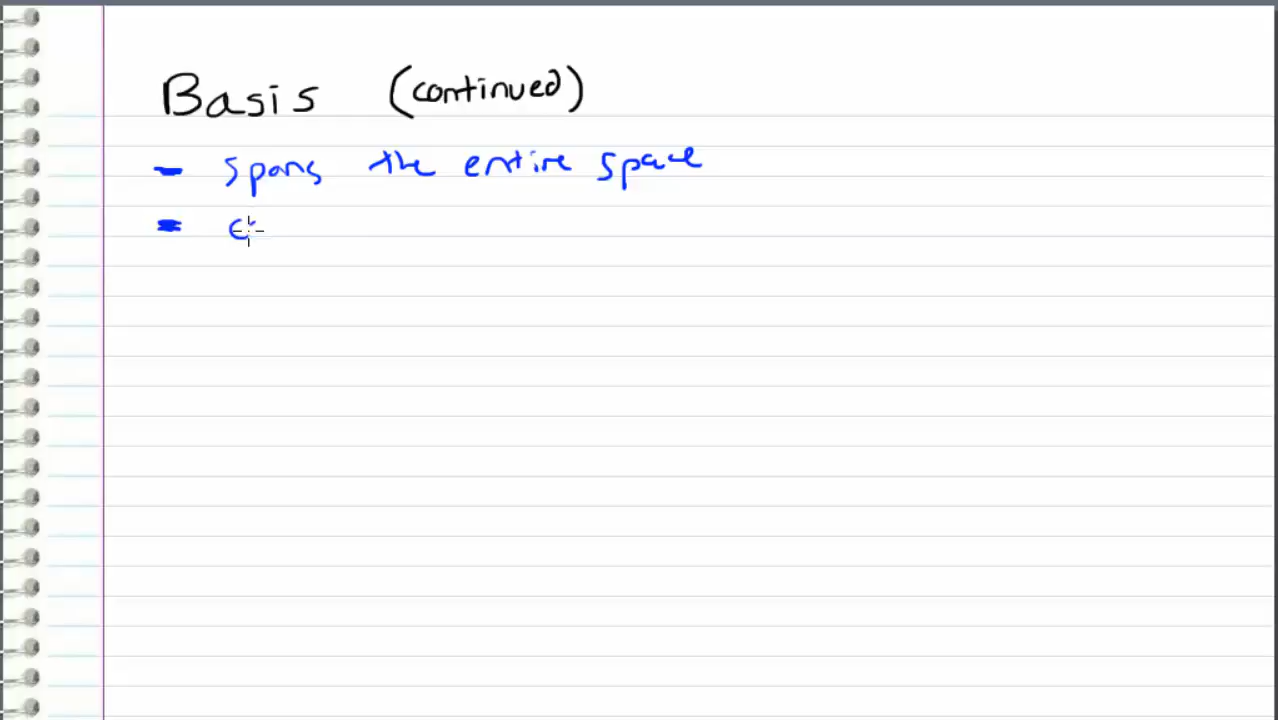 Basis (continued)
- spans the entire space
-